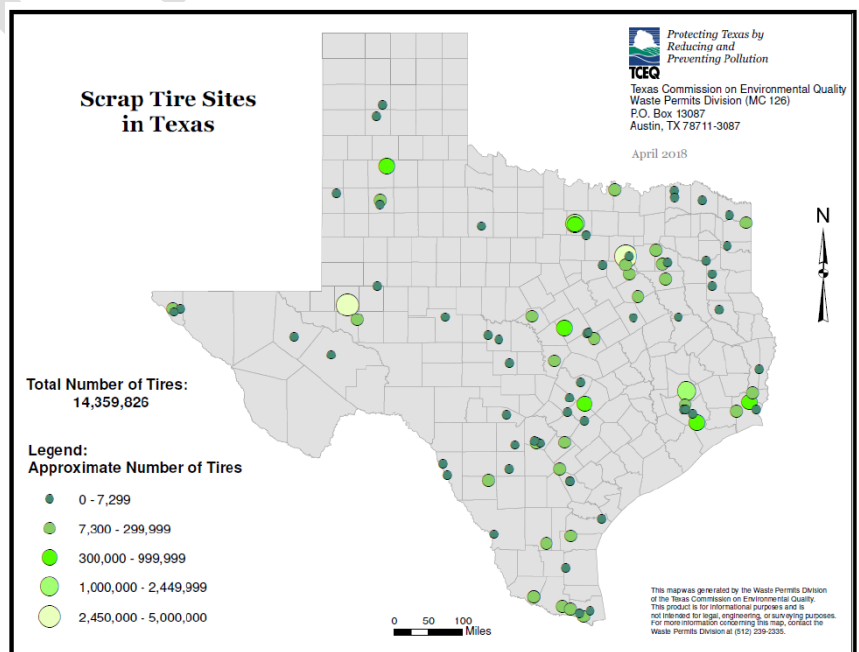 Protecting Texas by
Reducing and
Preventing Pollution
TCEQ
Texas Commission on Environmental Quality
Waste Permits Division (MC 126)
P.O. Box 13087
Austin, TX 78711-3087
April 2018
Scrap Tire Sites
in Texas
N
Total Number of Tires:
14,359,826
Legend:
Approximate Number of Tires
0 - 7,299
7,300 - 299,999
300,000 - 999,999
1,000,000 - 2,449,999
2,450,000 - 5,000,000
0 50 100
Miles
This map was generated by the Waste Permits Division
of the Texas Commission on Environmental Quality.
This product is for informational purposes and is
not intended for legal, engineering, or surveying purposes.
For more information concerning this map, contact the
Waste Permits Division at (512) 239-2335.